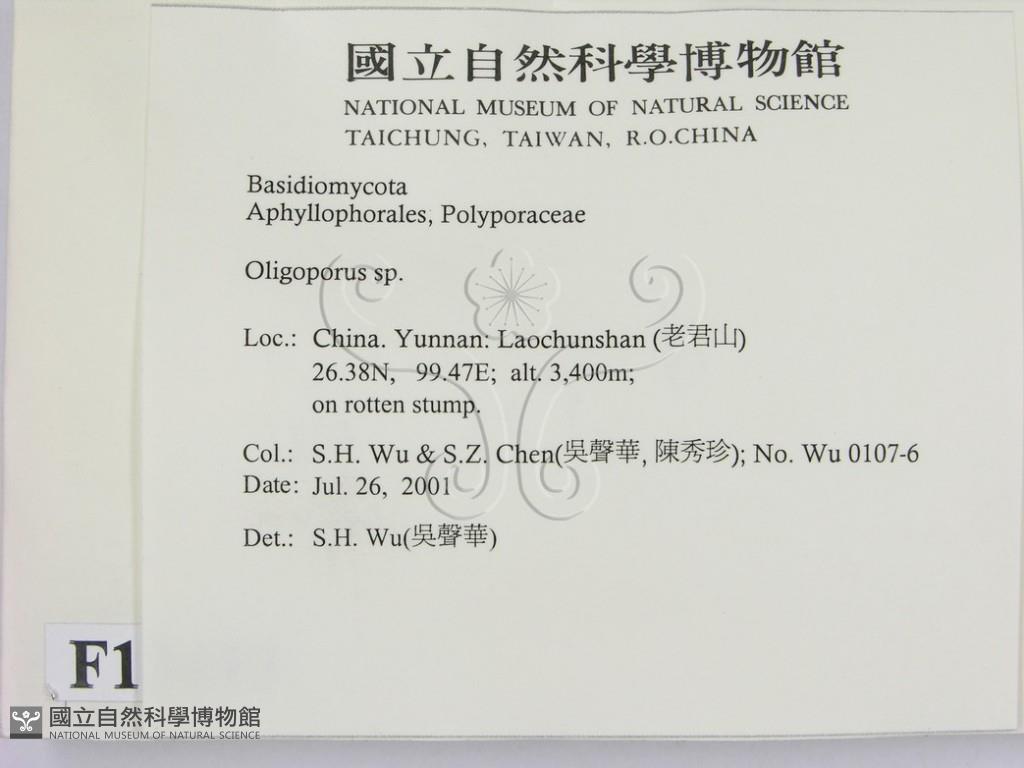 國立自然科學博物館
NATIONAL MUSEUM OF NATURAL SCIENCE
TAICHUNG, TAIWAN, R.O.CHINA
Basidiomycota
Aphyllophorales, Polyporaceae
Oligoporus sp.
Loc.: China. Yunnan: Laochunshan (老君山)
26.38N, 99.47E; alt. 3,400m;
on rotten stump.
Col.: S.H. Wu & S.Z. Chen(吳聲華, 陳秀珍); No. Wu 0107-6
Date: Jul. 26, 2001
Det.: S.H. Wu(吳聲華)
F1
國立自然科學博物館
NATIONAL MUSEUM OF NATURAL SCIENCE